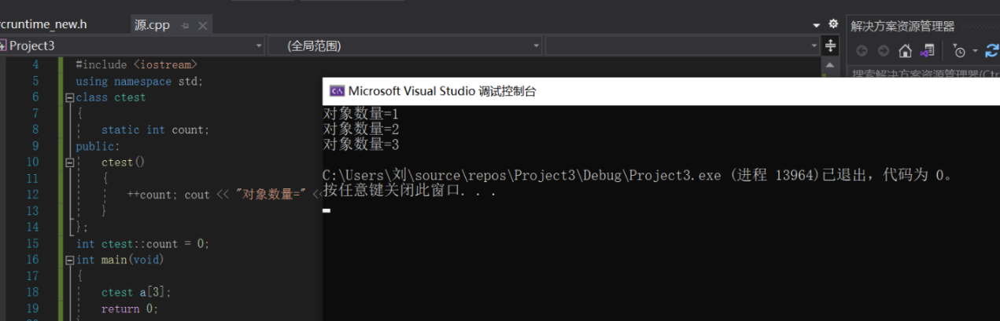 cruntime_new.h
源.cpp
解决方案资源管理器
Project3
(全局范围)
搜索解决方案资源管理器(Ctr
4 #include <iostream>
5 using namespace std;
6 class ctest
7 {
8 static int count;
9 public:
10 ctest()
11 {
12 ++count; cout << "对象数量=" <<
13 }
14 };
15 int ctest::count = 0;
16 int main(void)
17 {
18 ctest a[3];
19 return 0;
Microsoft Visual Studio 调试控制台
对象数量=1
对象数量=2
对象数量=3
C:\Users\刘\source\repos\Project3\Debug\Project3.exe (进程 13964)已退出，代码为 0。
按任意键关闭此窗口. . .